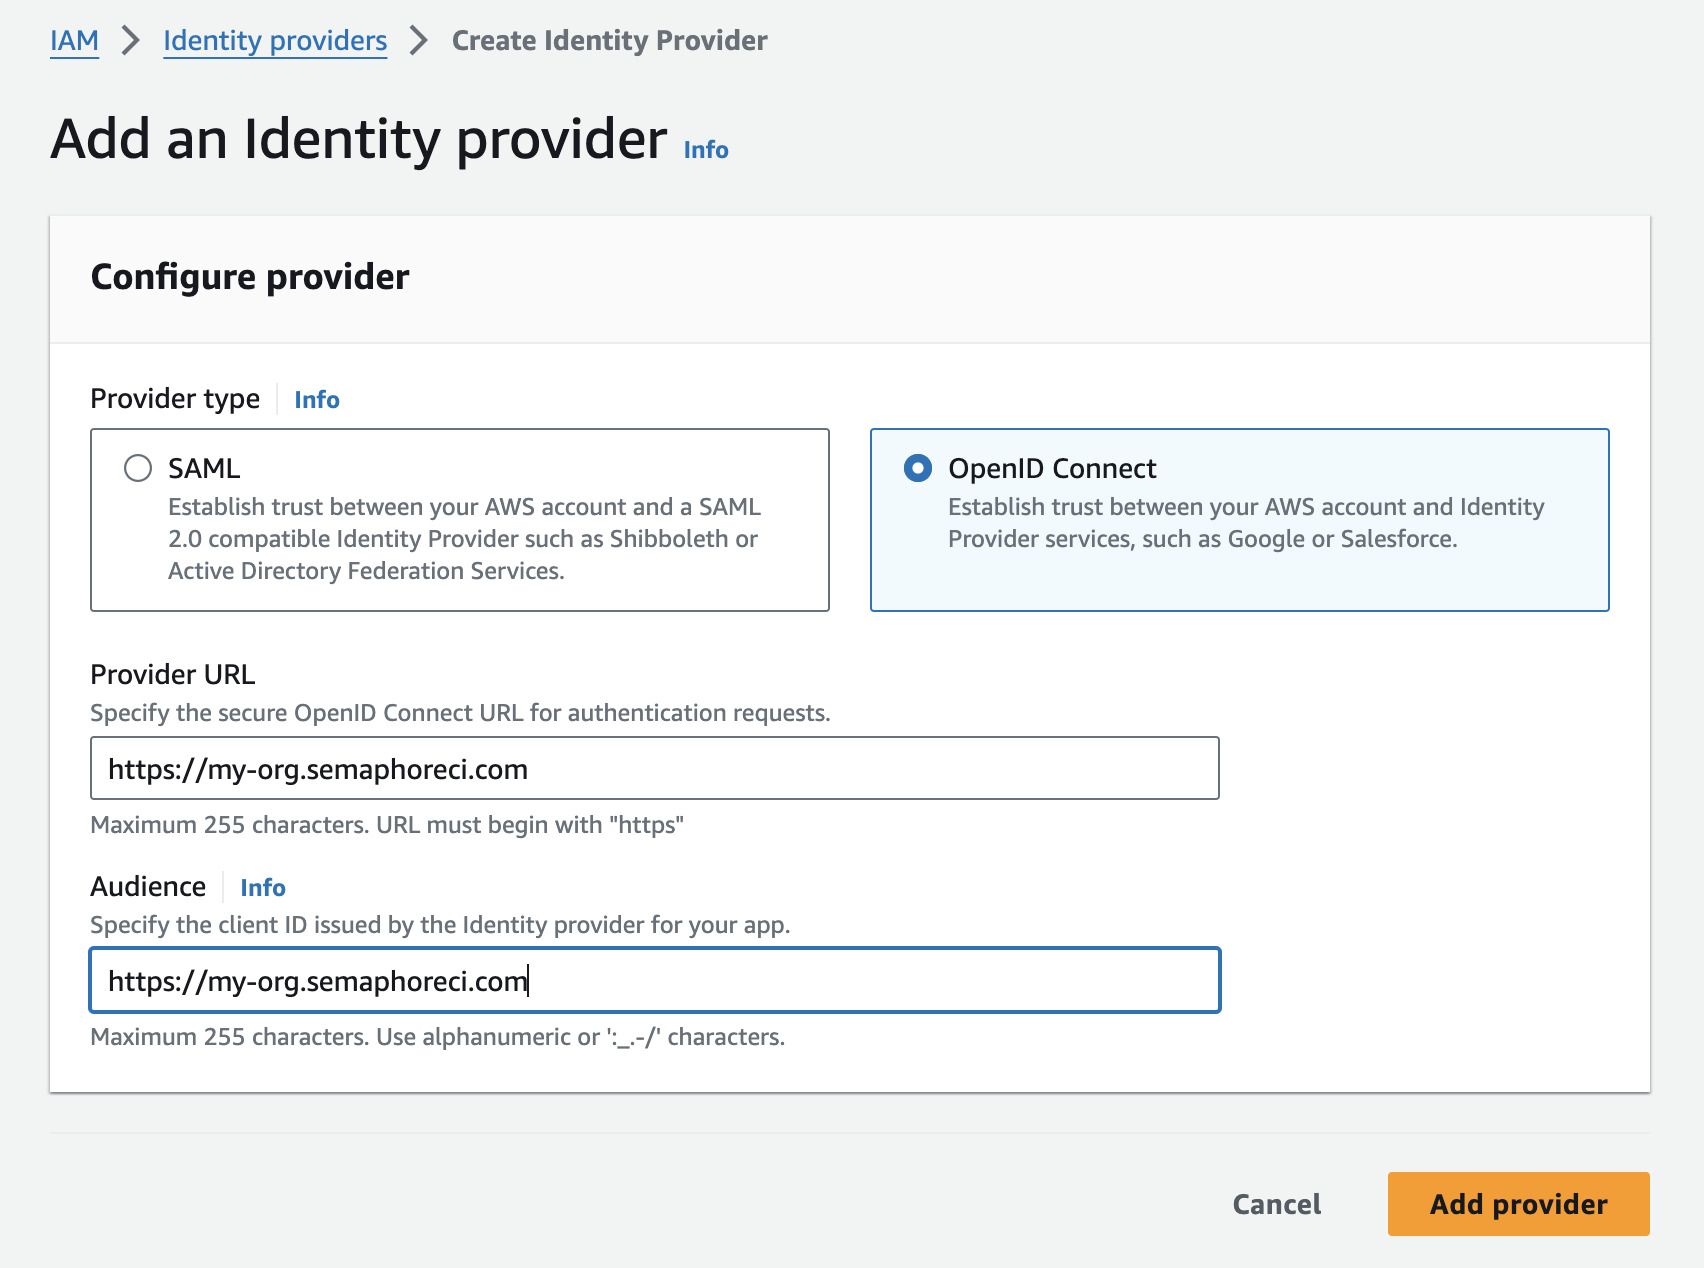 IAM > Identity providers > Create Identity Provider
Add an Identity provider Info
Configure provider
Provider type Info
SAML
Establish trust between your AWS account and a SAML
2.0 compatible Identity Provider such as Shibboleth or
Active Directory Federation Services.
OpenID Connect
Establish trust between your AWS account and Identity
Provider services, such as Google or Salesforce.
Provider URL
Specify the secure OpenID Connect URL for authentication requests.
https://my-org.semaphoreci.com
Maximum 255 characters. URL must begin with "https"
Audience Info
Specify the client ID issued by the Identity provider for your app.
https://my-org.semaphoreci.com
Maximum 255 characters. Use alphanumeric or ':_.-/' characters.
Cancel
Add provider